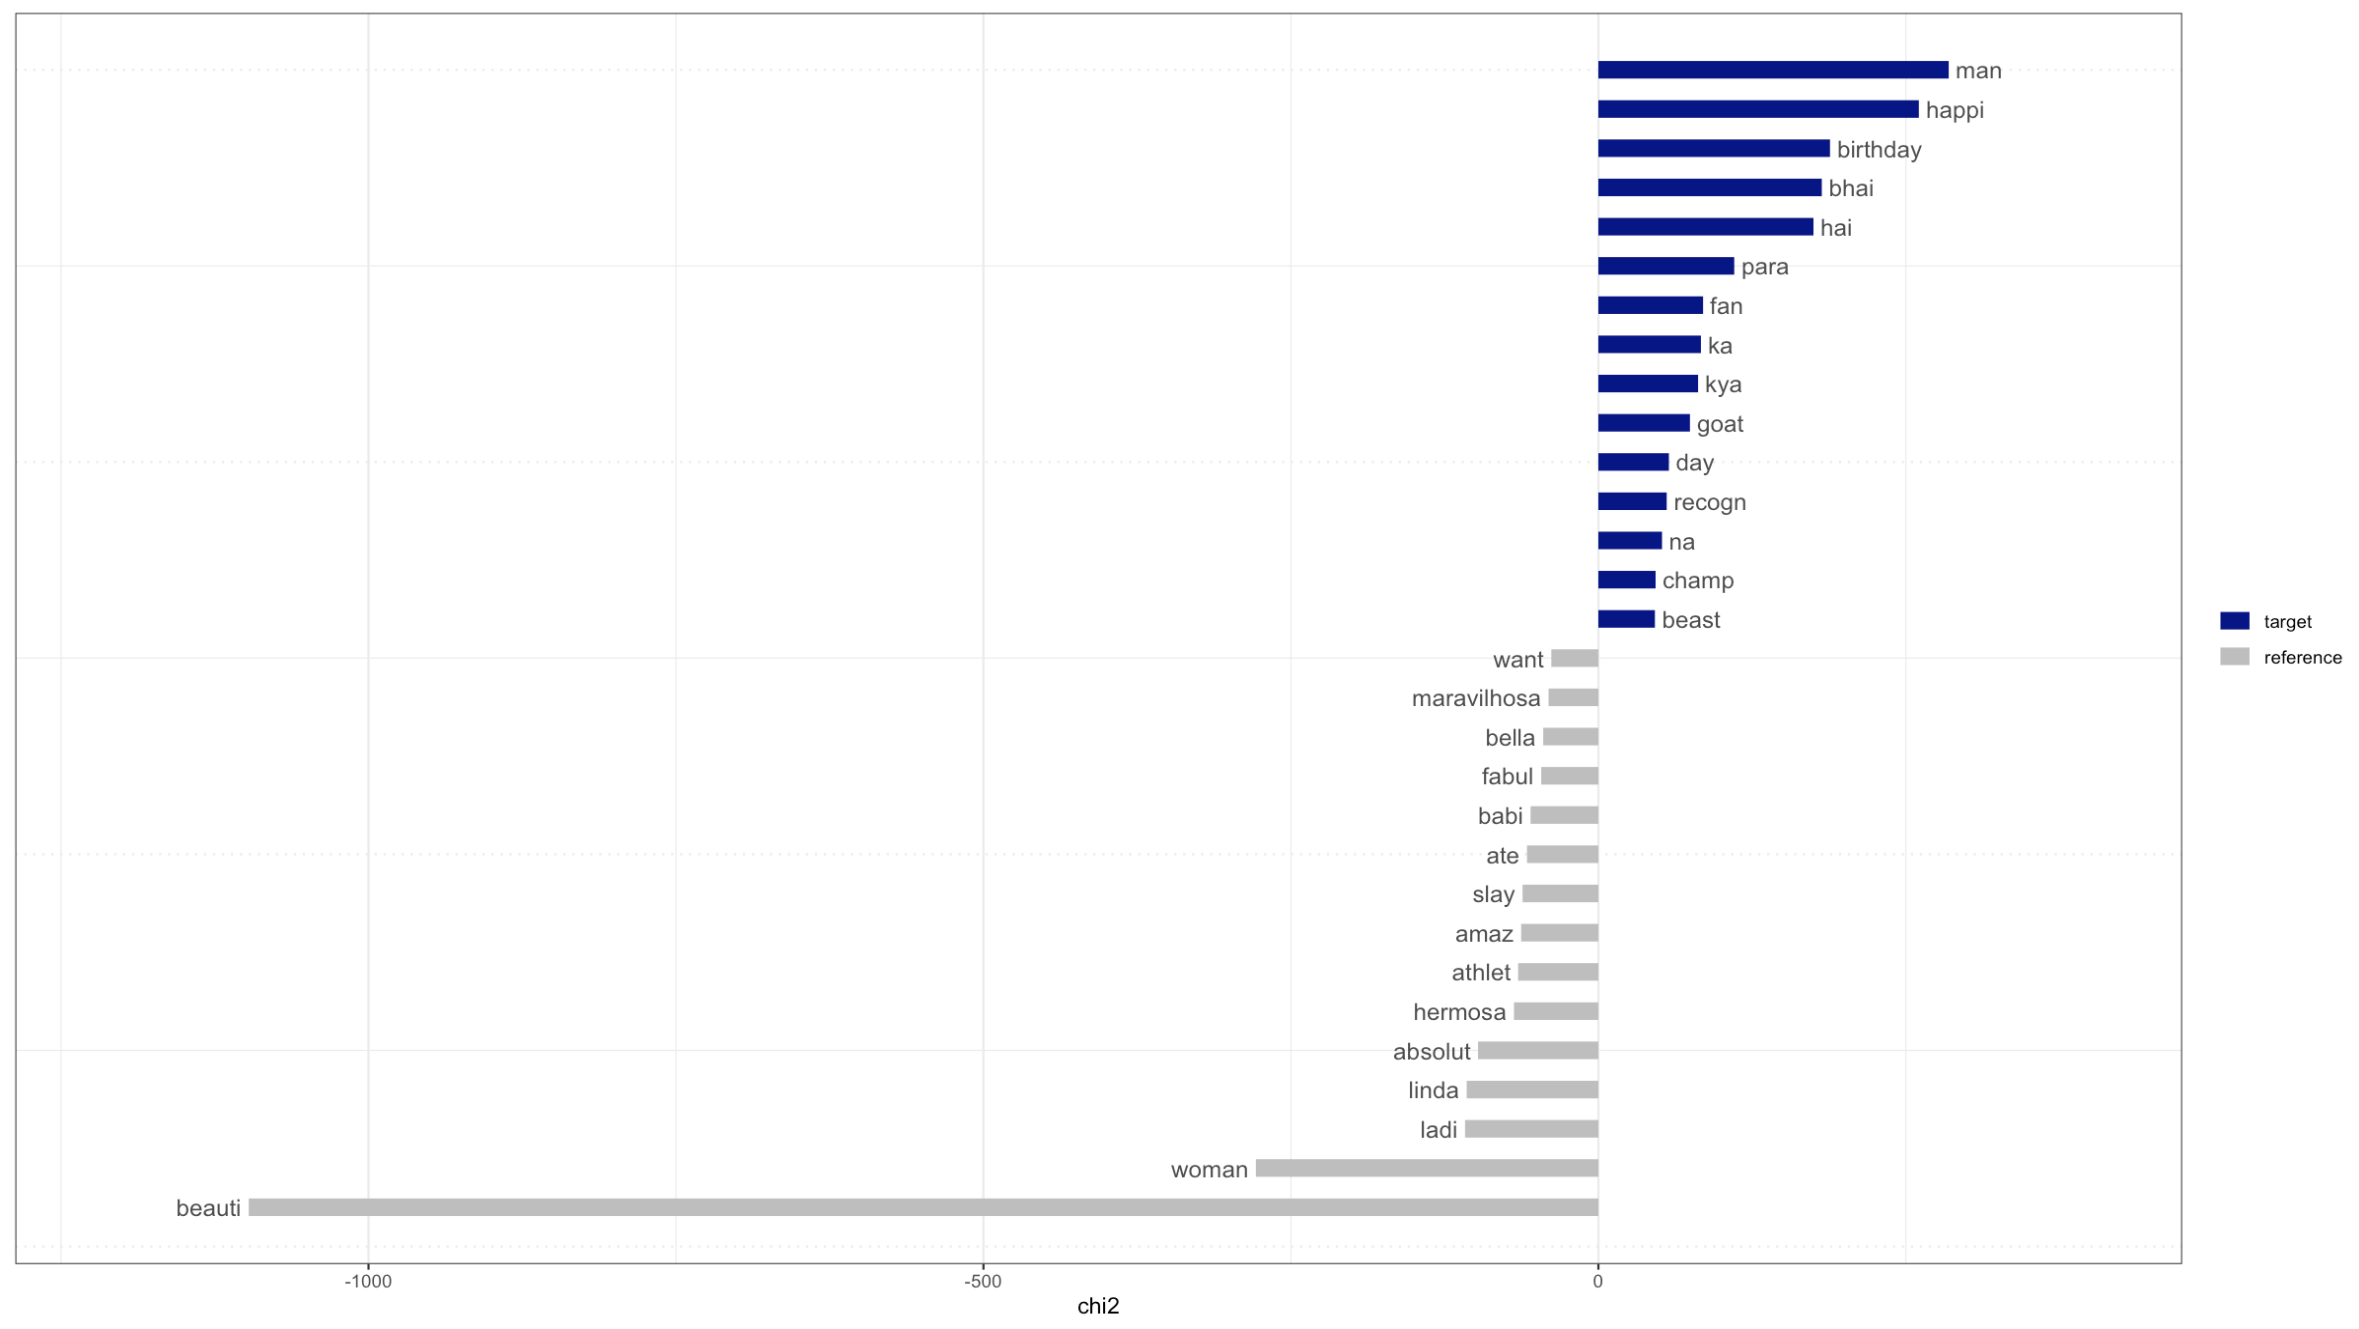 man
happi
birthday
bhai
hai
para
fan
ka
kya
goat
day
recogn
na
champ
beast
want
maravilhosa
bella
fabul
babi
ate
slay
amaz
athlet
hermosa
absolut
linda
ladi
woman
beauti
-1000
-500
0
chi2
target
reference